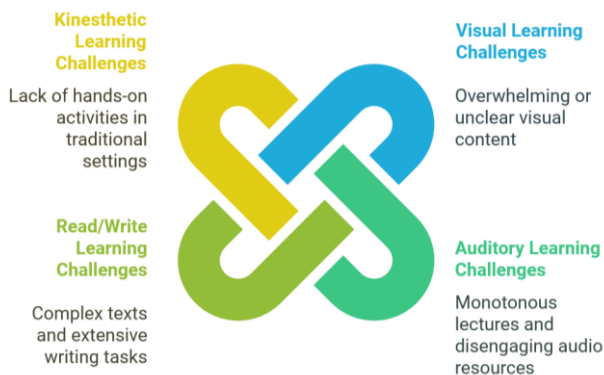 Kinesthetic
Learning
Challenges
Lack of hands-on
activities in
traditional
settings
Visual Learning
Challenges
Overwhelming or
unclear visual
content
Read/Write
Learning
Challenges
Complex texts
and extensive
writing tasks
Auditory Learning
Challenges
Monotonous
lectures and
disengaging audio
resources